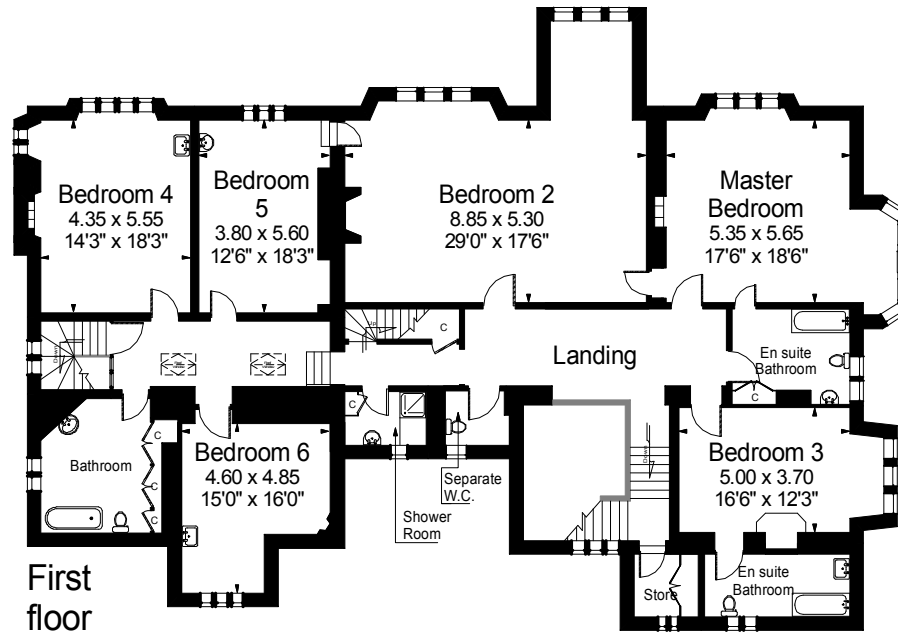 Bedroom 4
4.35 x 5.55
14'3" x 18'3"
Bedroom
5
3.80 x 5.60
12'6" x 18'3"
Bedroom 2
8.85 x 5.30
29'0" x 17'6"
Master
Bedroom
5.35 x 5.65
17'6" x 18'6"
Up
C
Landing
En suite
Bathroom
C
Down
C
C
Bathroom
C
C
Bedroom 6
4.60 x 4.85
15'0" x 16'0"
Separate
W.C.
Shower
Room
Down
Bedroom 3
5.00 x 3.70
16'6" x 12'3"
Store
En suite
Bathroom
First
floor